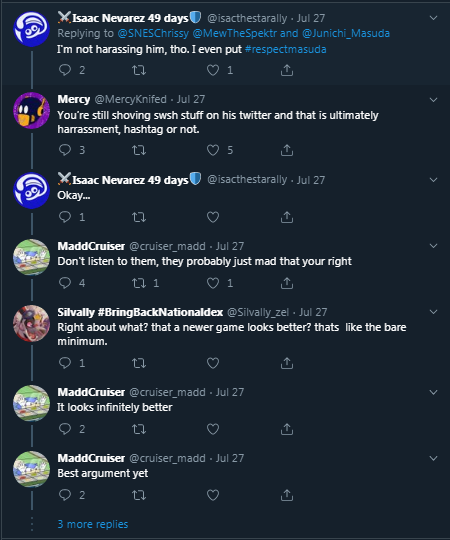 ⚔️Isaac Nevarez 49 days🛡️ @isacthestarally · Jul 27
Replying to @SNESChrissy @MewTheSpektr and @Junichi_Masuda
I'm not harassing him, tho. I even put #respectmasuda
2 1
Mercy @MercyKnifed · Jul 27
You're still shoving swsh stuff on his twitter and that is ultimately
harrassment, hashtag or not.
3 5
⚔️Isaac Nevarez 49 days🛡️ @isacthestarally · Jul 27
Okay...
1
MaddCruiser @cruiser_madd · Jul 27
Don't listen to them, they probably just mad that your right
4 1 1
Silvally #BringBackNationaldex @Silvally_zel · Jul 27
Right about what? that a newer game looks better? thats like the bare
minimum.
1
MaddCruiser @cruiser_madd · Jul 27
It looks infinitely better
2
MaddCruiser @cruiser_madd · Jul 27
Best argument yet
2
3 more replies